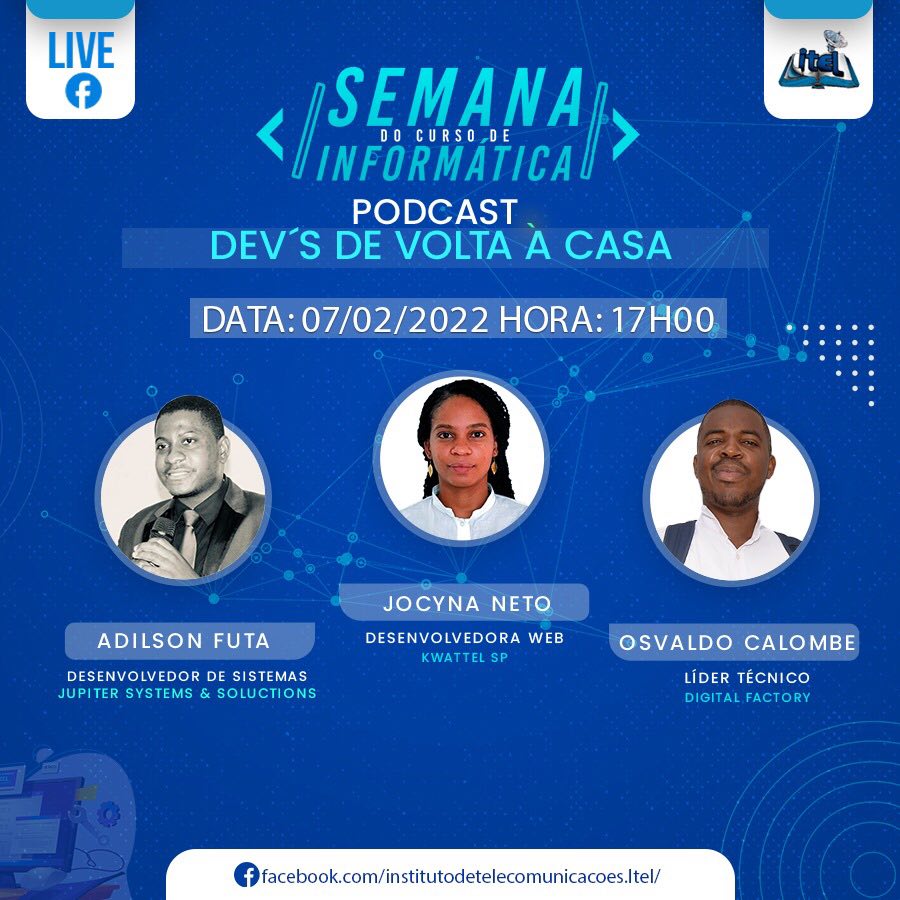 LIVE
itel
SEMANA
DO CURSO DE
INFORMÁTICA
PODCAST
DEV´S DE VOLTA À CASA
DATA: 07/02/2022 HORA: 17H00
JOCYNA NETO
DESENVOLVEDORA WEB
KWATTEL SP
ADILSON FUTA
DESENVOLVEDOR DE SISTEMAS
JUPITER SYSTEMS & SOLUCTIONS
OSVALDO CALOMBE
LÍDER TÉCNICO
DIGITAL FACTORY
facebook.com/institutodetelecomunicacoes.Itel/